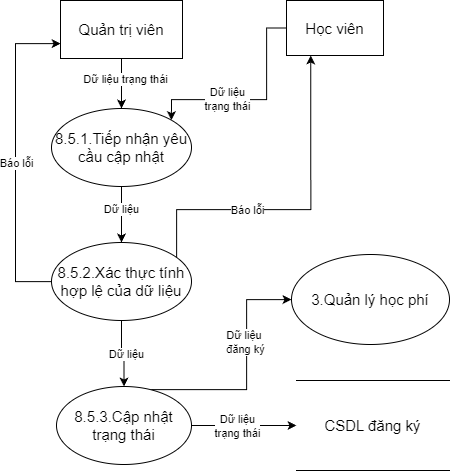 Quản trị viên
Học viên
Dữ liệu trạng thái
Dữ liệu
trạng thái
8.5.1.Tiếp nhận yêu
cầu cập nhật
Báo lỗi
Dữ liệu
Báo lỗi
8.5.2.Xác thực tính
hợp lệ của dữ liệu
3.Quản lý học phí
Dữ liệu
đăng ký
Dữ liệu
8.5.3.Cập nhật
trạng thái
Dữ liệu
trạng thái
CSDL đăng ký